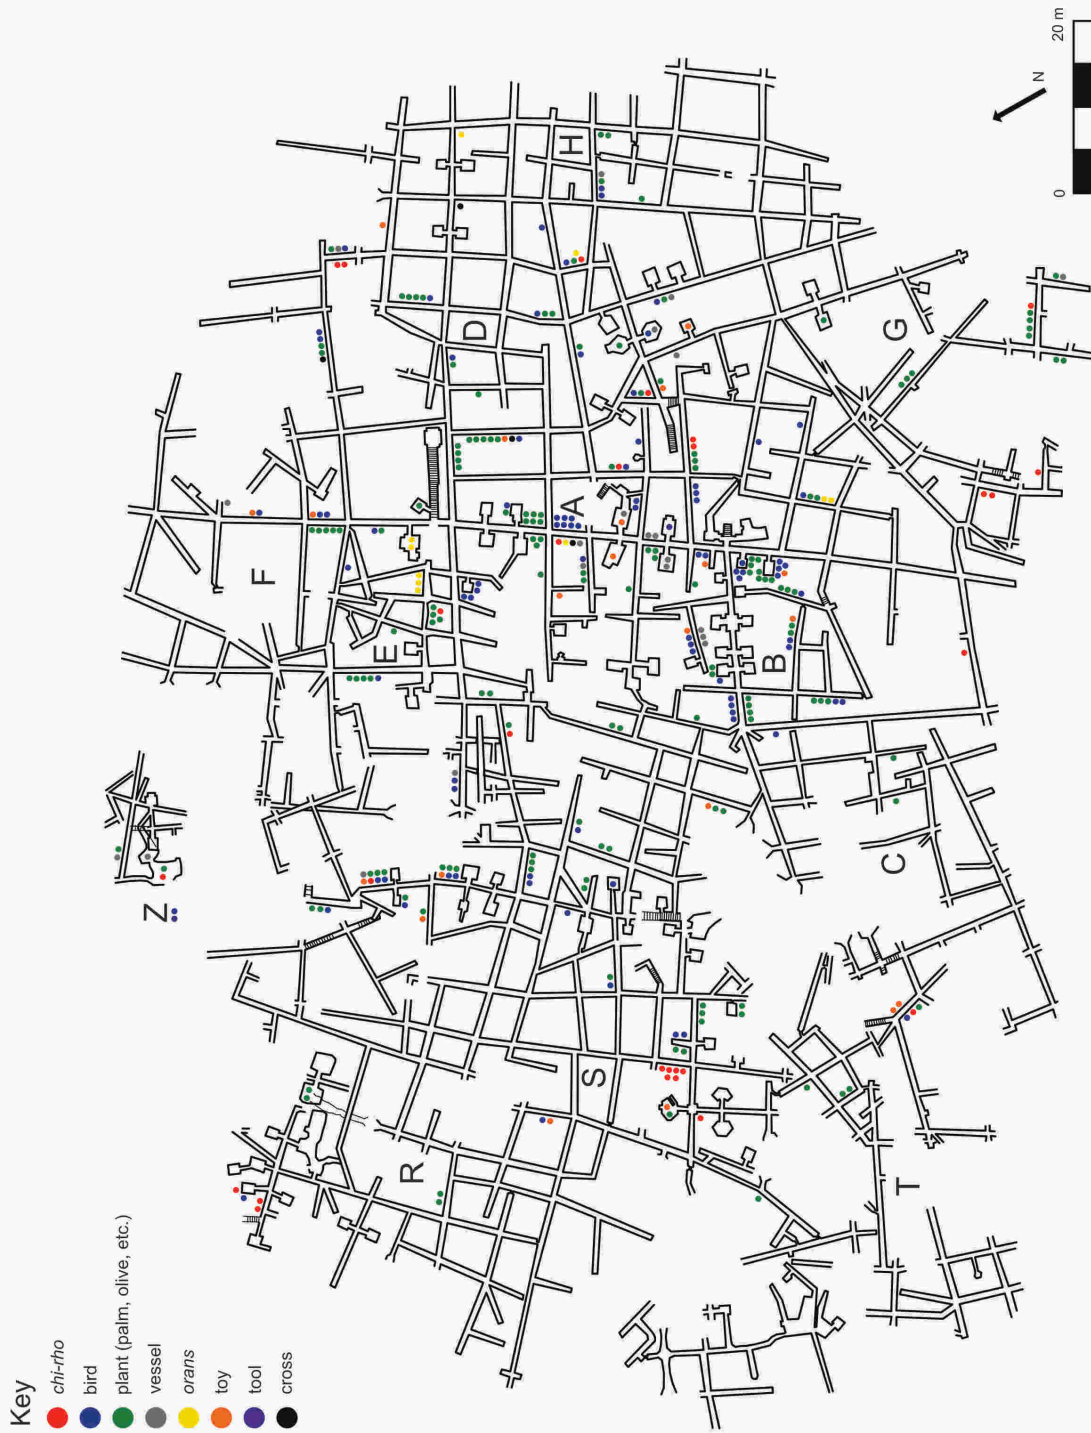 Key
chi-rho
bird
plant (palm, olive, etc.)
vessel
orans
toy
tool
cross
Z
R
S
T
C
E
F
B
A
D
G
H
N
0
20 m